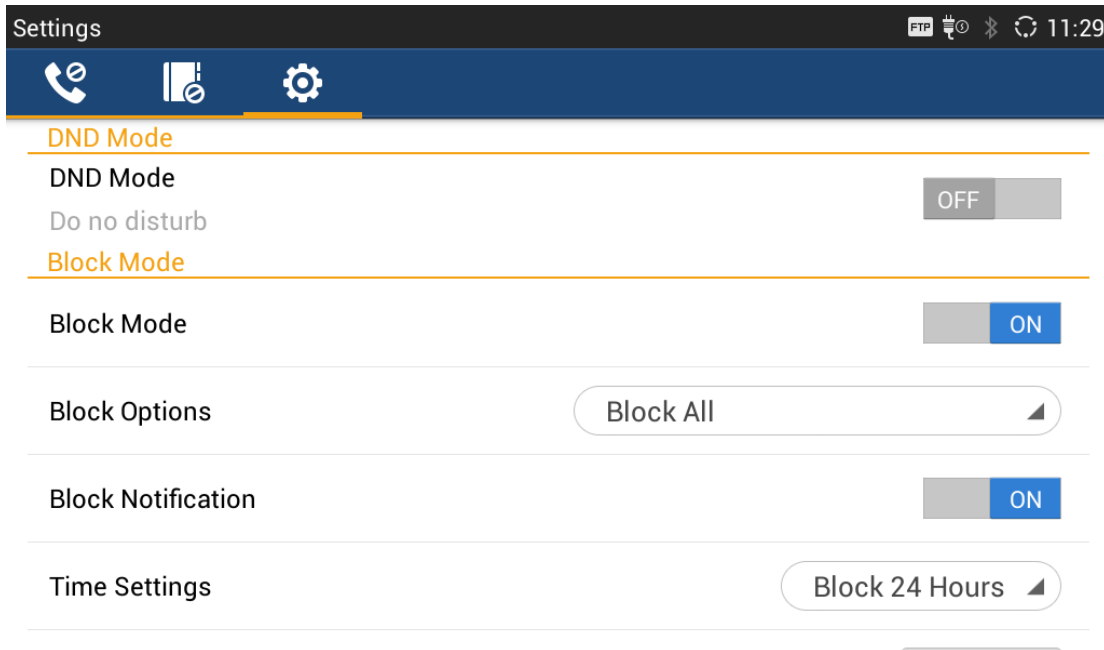 Settings
FTP
11:29
DND Mode
DND Mode
OFF
Do no disturb
Block Mode
Block Mode
ON
Block Options
Block All
Block Notification
ON
Time Settings
Block 24 Hours